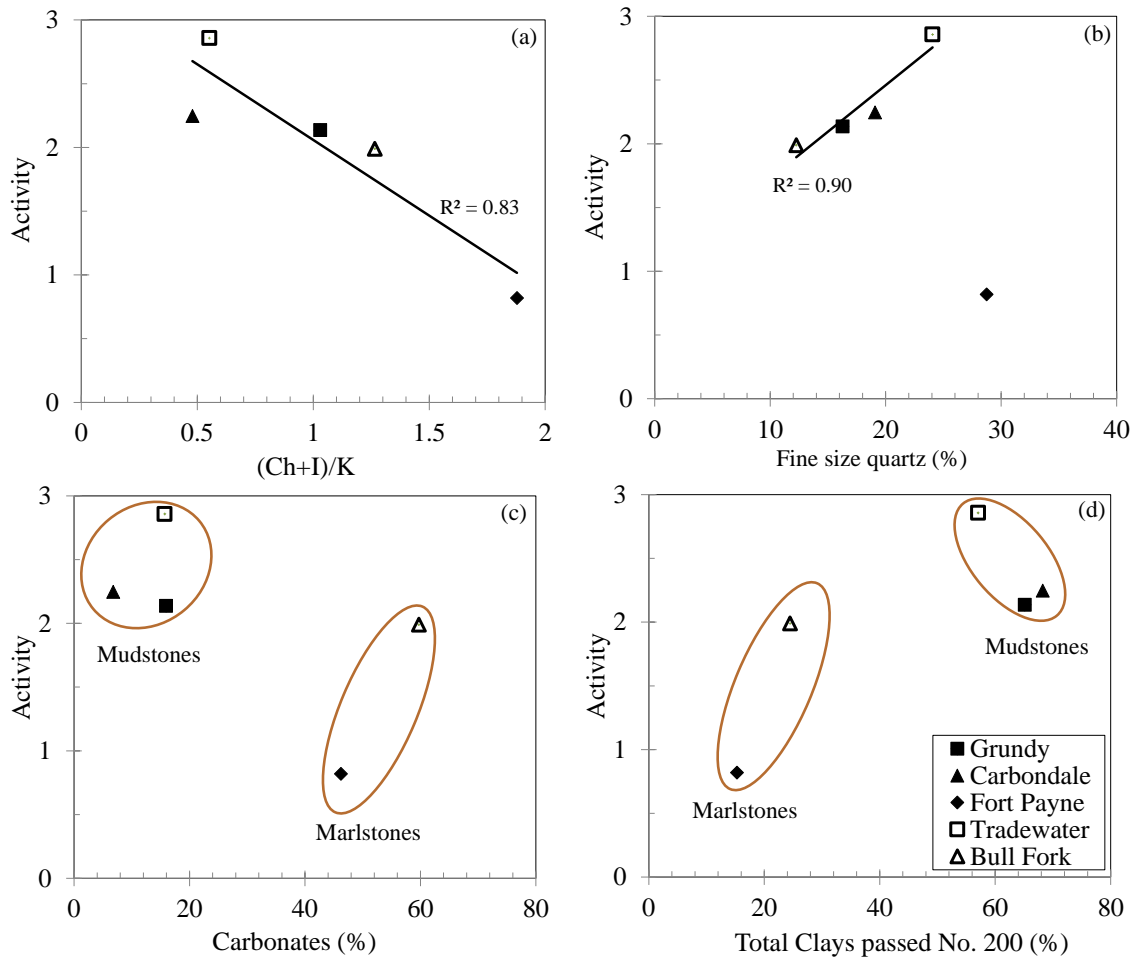 3
(a)
2
Activity
R² = 0.83
1
0
0
0.5
1
1.5
2
(Ch+I)/K
3
(b)
2
Activity
R² = 0.90
1
0
0
10
20
30
40
Fine size quartz (%)
3
(c)
2
Activity
Mudstones
1
Marlstones
0
0
20
40
60
80
Carbonates (%)
3
(d)
2
Activity
Mudstones
1
Marlstones
Grundy
Carbondale
Fort Payne
Tradewater
Bull Fork
0
0
20
40
60
80
Total Clays passed No. 200 (%)